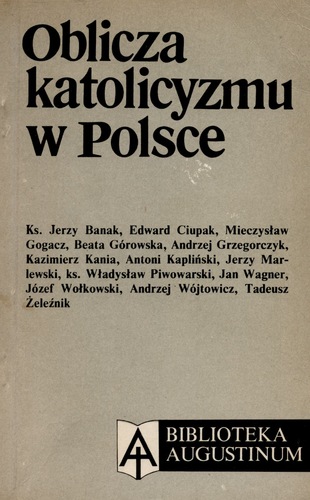 Oblicza
katolicyzmu
w Polsce
Ks. Jerzy Banak, Edward Ciupak, Mieczysław
Gogacz, Beata Górowska, Andrzej Grzegorczyk,
Kazimierz Kania, Antoni Kapliński, Jerzy Mar-
lewski, ks. Władysław Piwowarski, Jan Wagner,
Józef Wołkowski, Andrzej Wójtowicz, Tadeusz
Żeleźnik
BIBLIOTEKA
AUGUSTINUM